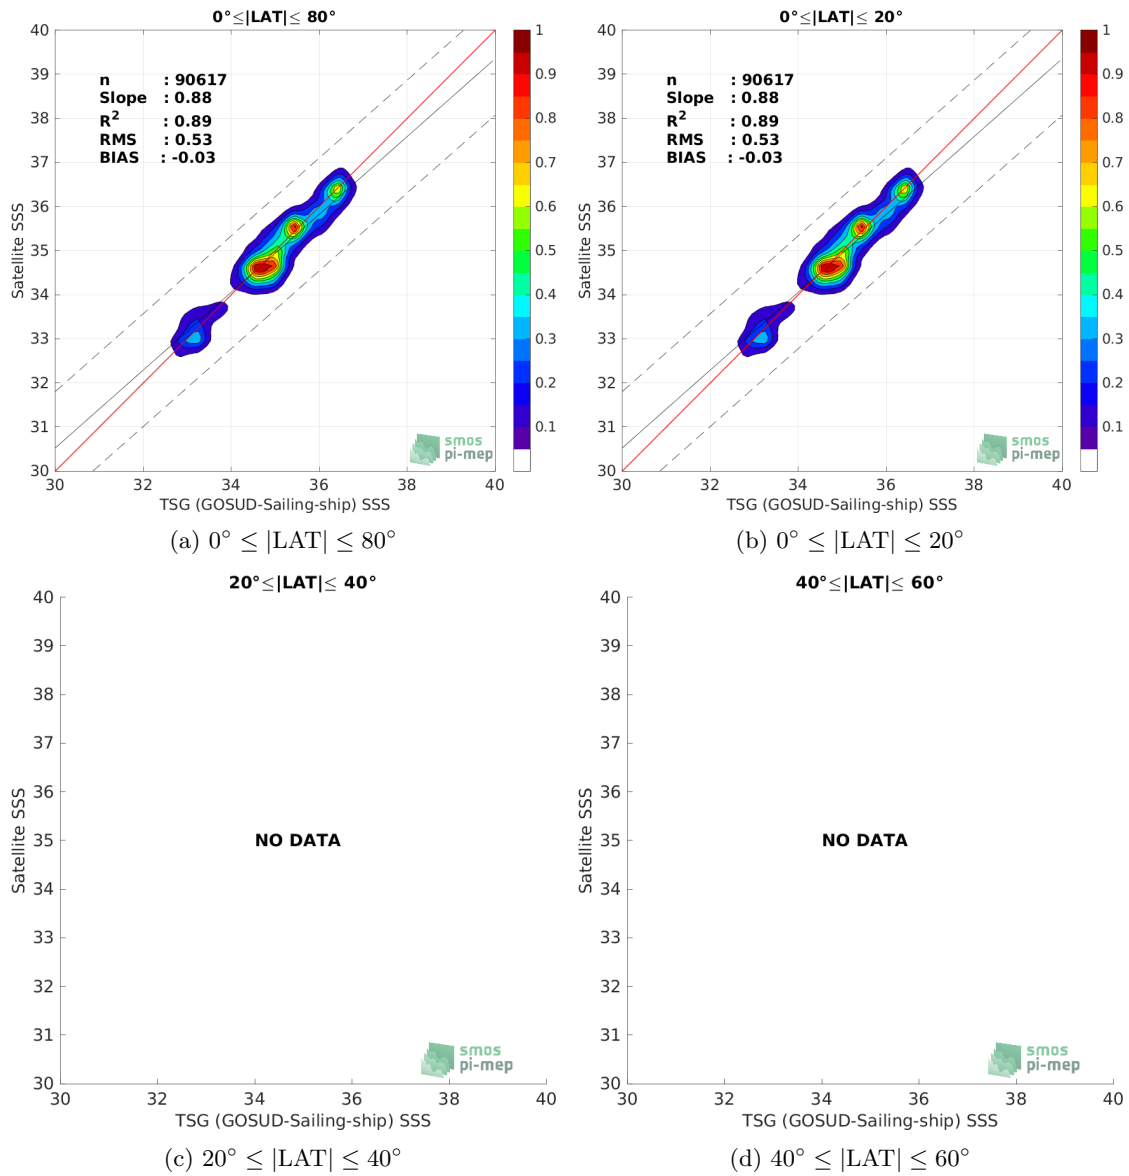 0°≤|LAT|≤ 80°
40
39
38
37
36
35
34
33
32
31
30
n : 90617
Slope : 0.88
R² : 0.89
RMS : 0.53
BIAS : -0.03
1
0.9
0.8
0.7
0.6
0.5
0.4
0.3
0.2
0.1
smos
pi-mep
30 32 34 36 38 40
Satellite SSS
TSG (GOSUD-Sailing-ship) SSS
(a) 0° ≤ |LAT| ≤ 80°
0°≤|LAT|≤ 20°
40
39
38
37
36
35
34
33
32
31
30
n : 90617
Slope : 0.88
R² : 0.89
RMS : 0.53
BIAS : -0.03
1
0.9
0.8
0.7
0.6
0.5
0.4
0.3
0.2
0.1
smos
pi-mep
30 32 34 36 38 40
Satellite SSS
TSG (GOSUD-Sailing-ship) SSS
(b) 0° ≤ |LAT| ≤ 20°
20°≤|LAT|≤ 40°
40
39
38
37
36
35
34
33
32
31
30
NO DATA
smos
pi-mep
30 32 34 36 38 40
Satellite SSS
TSG (GOSUD-Sailing-ship) SSS
(c) 20° ≤ |LAT| ≤ 40°
40°≤|LAT|≤ 60°
40
39
38
37
36
35
34
33
32
31
30
NO DATA
smos
pi-mep
30 32 34 36 38 40
Satellite SSS
TSG (GOSUD-Sailing-ship) SSS
(d) 40° ≤ |LAT| ≤ 60°